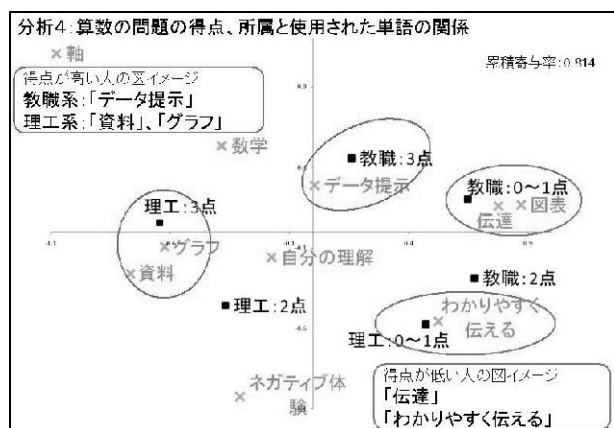 分析4:算数の問題の得点、所属と使用された単語の関係
×軸
累積寄与率:0.814
得点が高い人の図イメージ
教職系:「データ提示」
理工系:「資料」、「グラフ」
×数学
■教職:3点
×データ提示
教職:0~1点
×図表
伝達
理工:3点
×グラフ
×資料
×自分の理解
■教職:2点
■理工:2点
わかりやすく
伝える
理工:0~1点
×ネガティブ体
験
得点が低い人の図イメージ
「伝達」
「わかりやすく伝える」